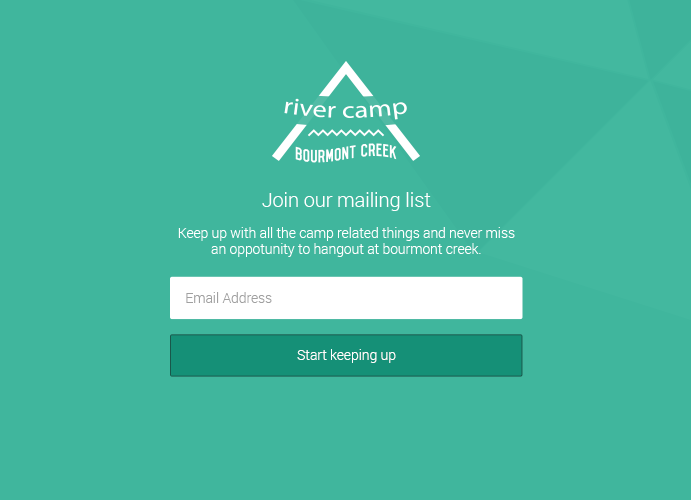 river camp
BOURMONT CREEK
Join our mailing list
Keep up with all the camp related things and never miss
an oppotunity to hangout at bourmont creek.
Email Address
Start keeping up